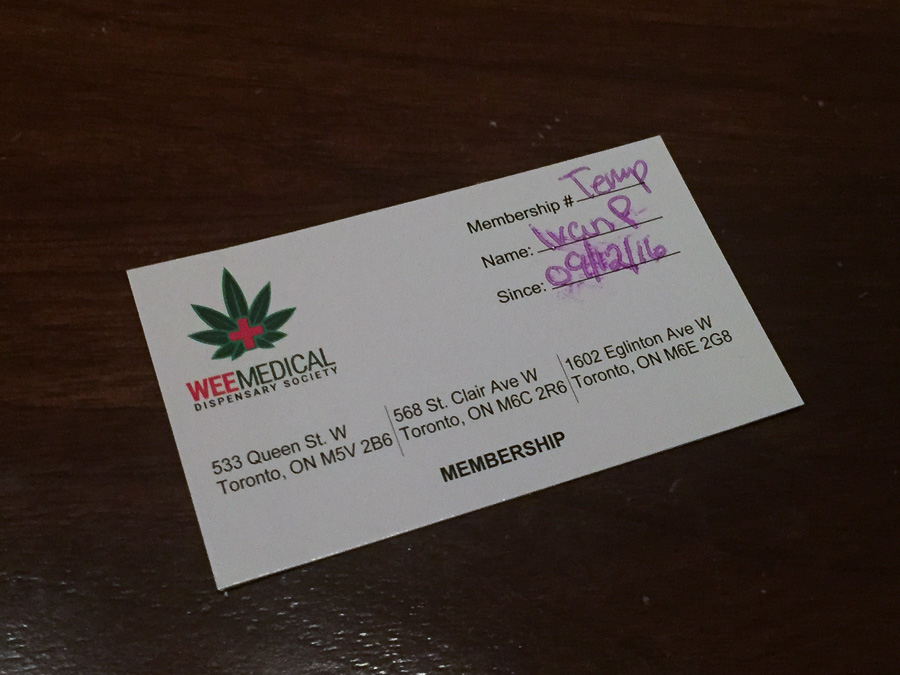 Membership # Temp
Name: Ivan P.
Since: 09/12/16
WEEMEDICAL
DISPENSARY SOCIETY
533 Queen St. W
Toronto, ON M5V 2B6
568 St. Clair Ave W
Toronto, ON M6C 2R6
1602 Eglinton Ave W
Toronto, ON M6E 2G8
MEMBERSHIP